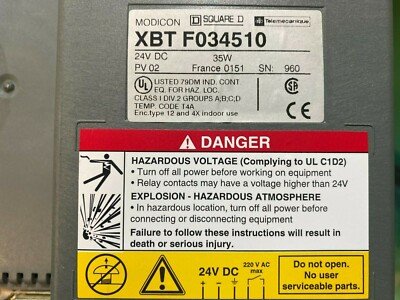 MODICON SQUARE D Telemecanique
XBT F034510
24V DC 35W
PV 02 France 0151 SN: 960
UL LISTED 79DM IND. CONT
EQ. FOR HAZ. LOC.
CLASS I DIV.2 GROUPS A;B;C;D
TEMP. CODE T4A
Enc.type 12 and 4X indoor use
DANGER
HAZARDOUS VOLTAGE (Complying to UL C1D2)
• Turn off all power before working on equipment
• Relay contacts may have a voltage higher than 24V
EXPLOSION - HAZARDOUS ATMOSPHERE
• In hazardous location, turn off all power before
connecting or disconnecting equipment
Failure to follow these instructions will result in
death or serious injury.
24V DC
220 V AC
max
+ -
Do not open.
No user
serviceable parts.